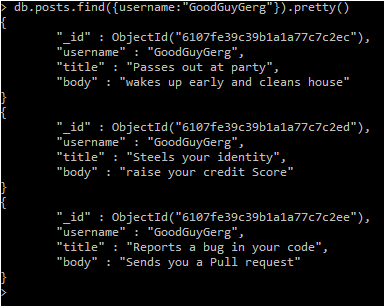 > db.posts.find({username:"GoodGuyGerg"}).pretty()
{
"_id" : ObjectId("6107fe39c39b1a1a77c7c2ec"),
"username" : "GoodGuyGerg",
"title" : "Passes out at party",
"body" : "wakes up early and cleans house"
}
{
"_id" : ObjectId("6107fe39c39b1a1a77c7c2ed"),
"username" : "GoodGuyGerg",
"title" : "Steels your identity",
"body" : "raise your credit Score"
}
{
"_id" : ObjectId("6107fe39c39b1a1a77c7c2ee"),
"username" : "GoodGuyGerg",
"title" : "Reports a bug in your code",
"body" : "Sends you a Pull request"
}
>